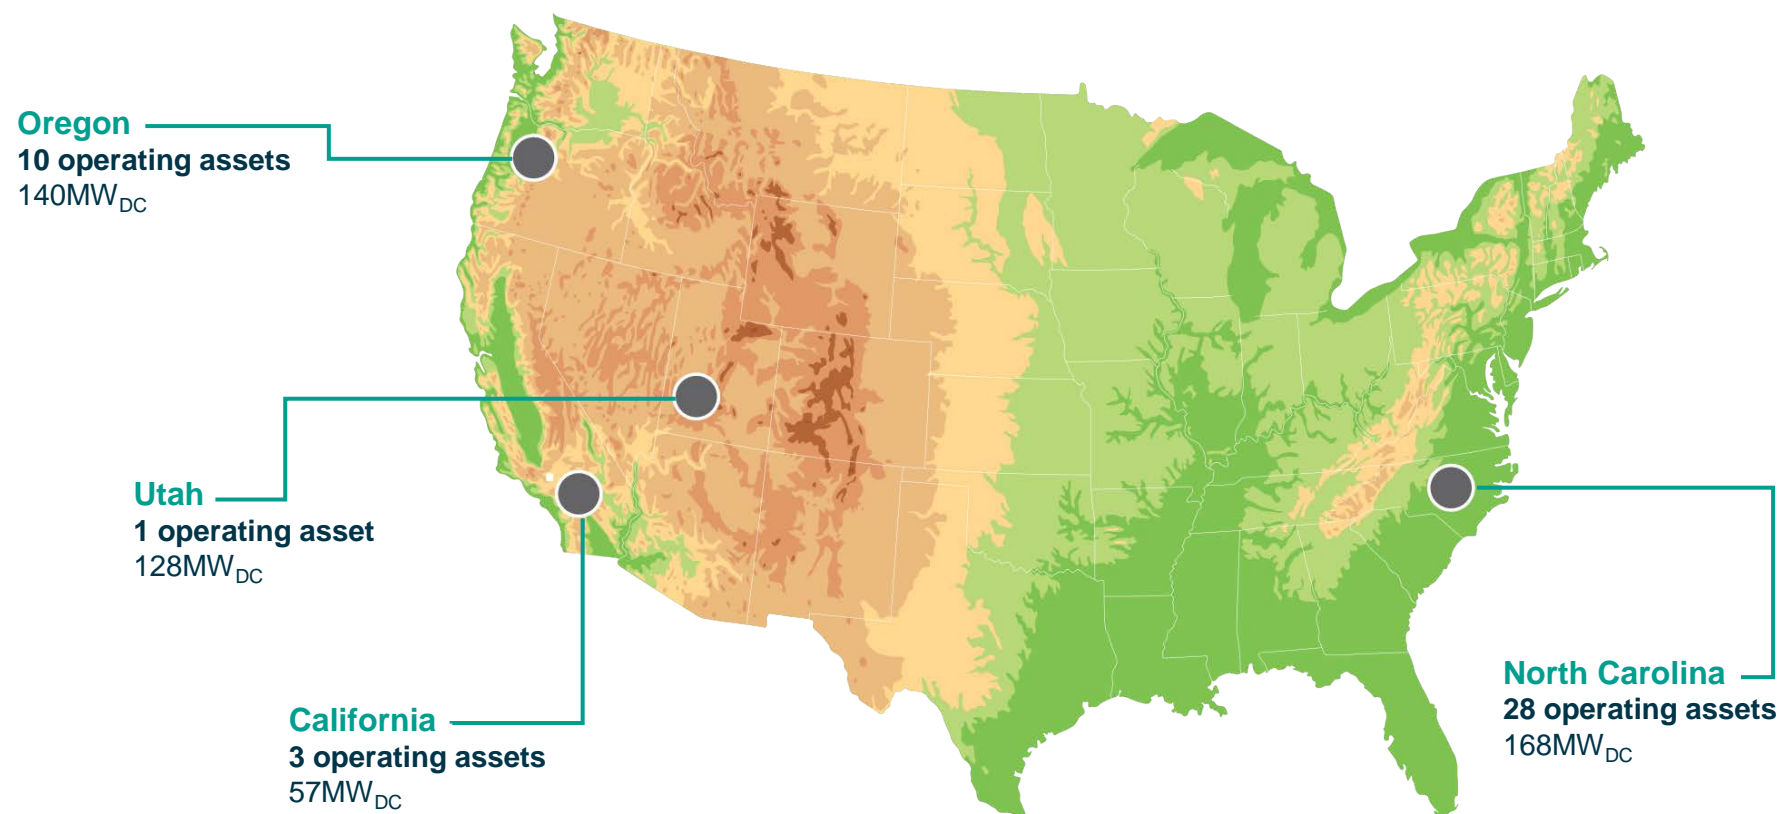 Oregon
10 operating assets
140MWDC
Utah
1 operating asset
128MWDC
California
3 operating assets
57MWDC
North Carolina
28 operating assets
168MWDC